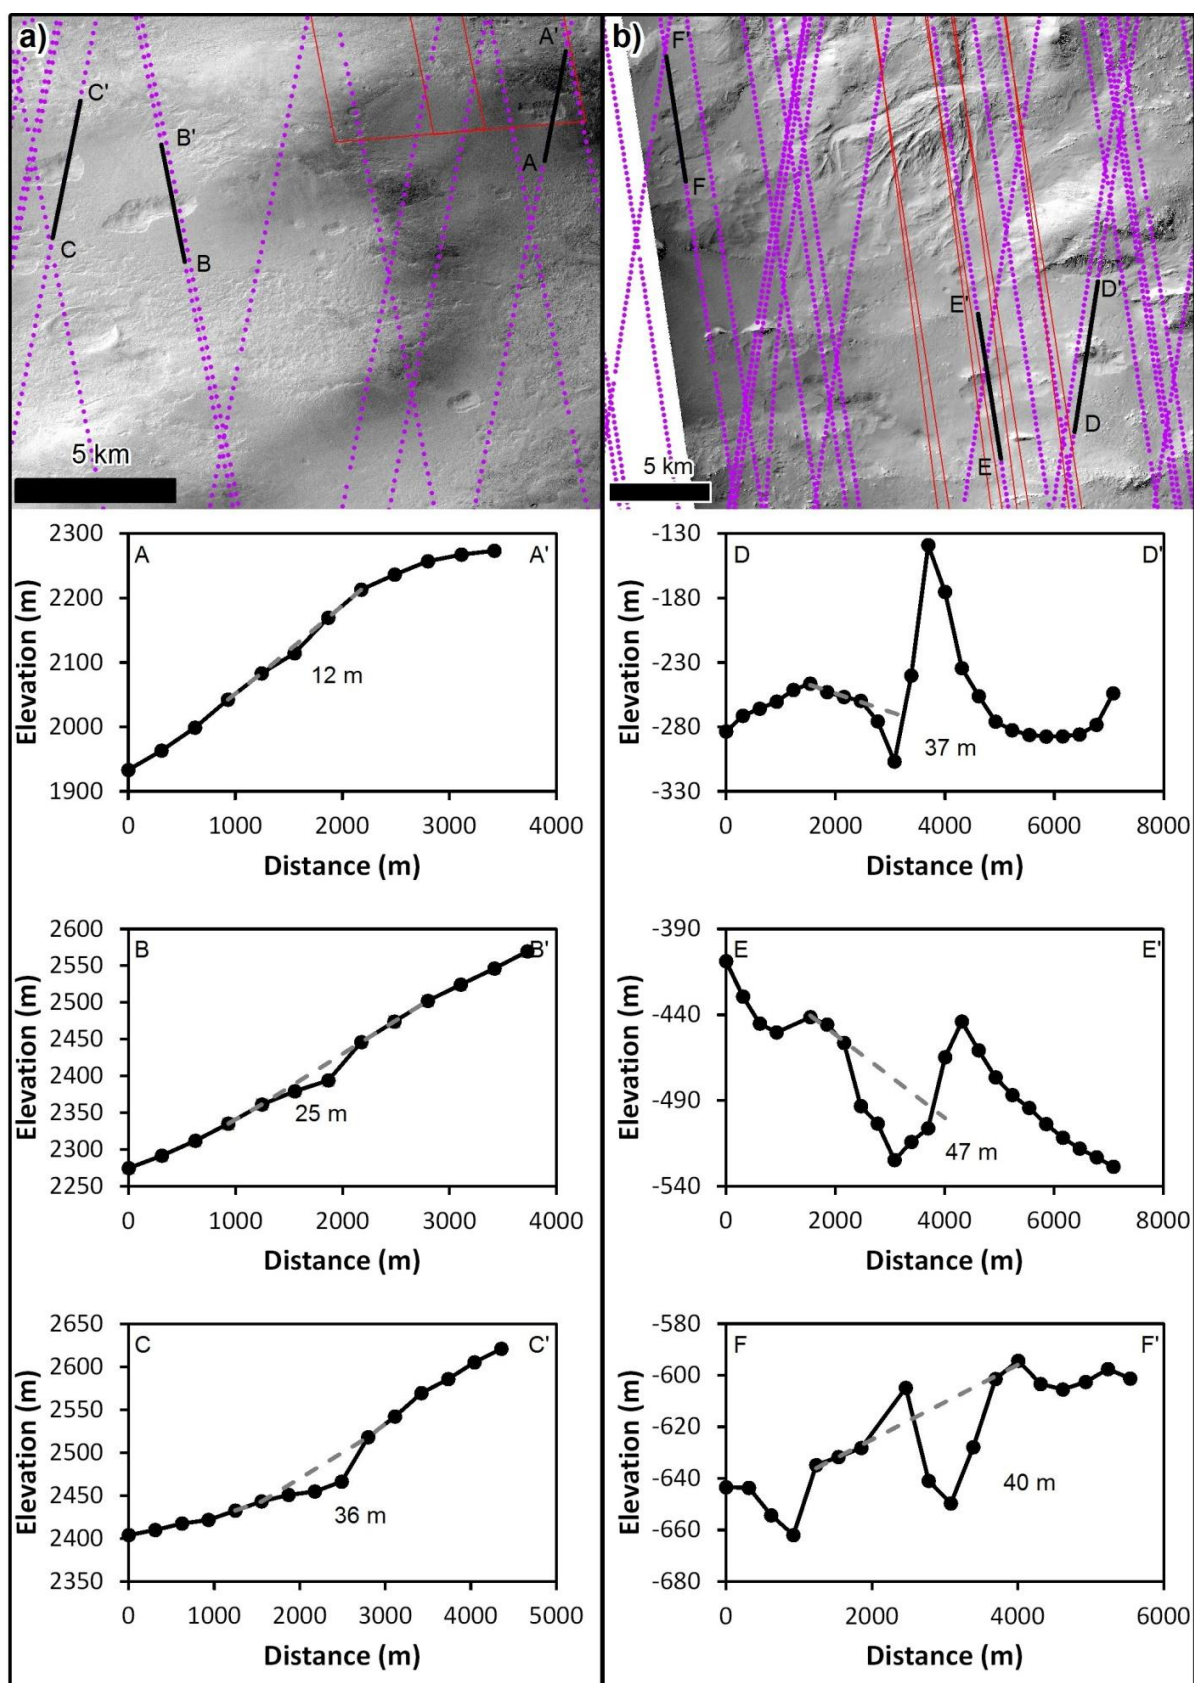 a)
A'
C'
B'
A
C
B
5 km
b)
F'
F
E'
D'
D
E
5 km
A
A'
Elevation (m)
2300
2200
2100
2000
1900
12 m
0 1000 2000 3000 4000
Distance (m)
B
B'
Elevation (m)
2600
2550
2500
2450
2400
2350
2300
2250
25 m
0 1000 2000 3000 4000
Distance (m)
C
C'
Elevation (m)
2650
2600
2550
2500
2450
2400
2350
36 m
0 1000 2000 3000 4000 5000
Distance (m)
D
D'
Elevation (m)
-130
-180
-230
-280
-330
37 m
0 2000 4000 6000 8000
Distance (m)
E
E'
Elevation (m)
-390
-440
-490
-540
47 m
0 2000 4000 6000 8000
Distance (m)
F
F'
Elevation (m)
-580
-600
-620
-640
-660
-680
40 m
0 2000 4000 6000
Distance (m)